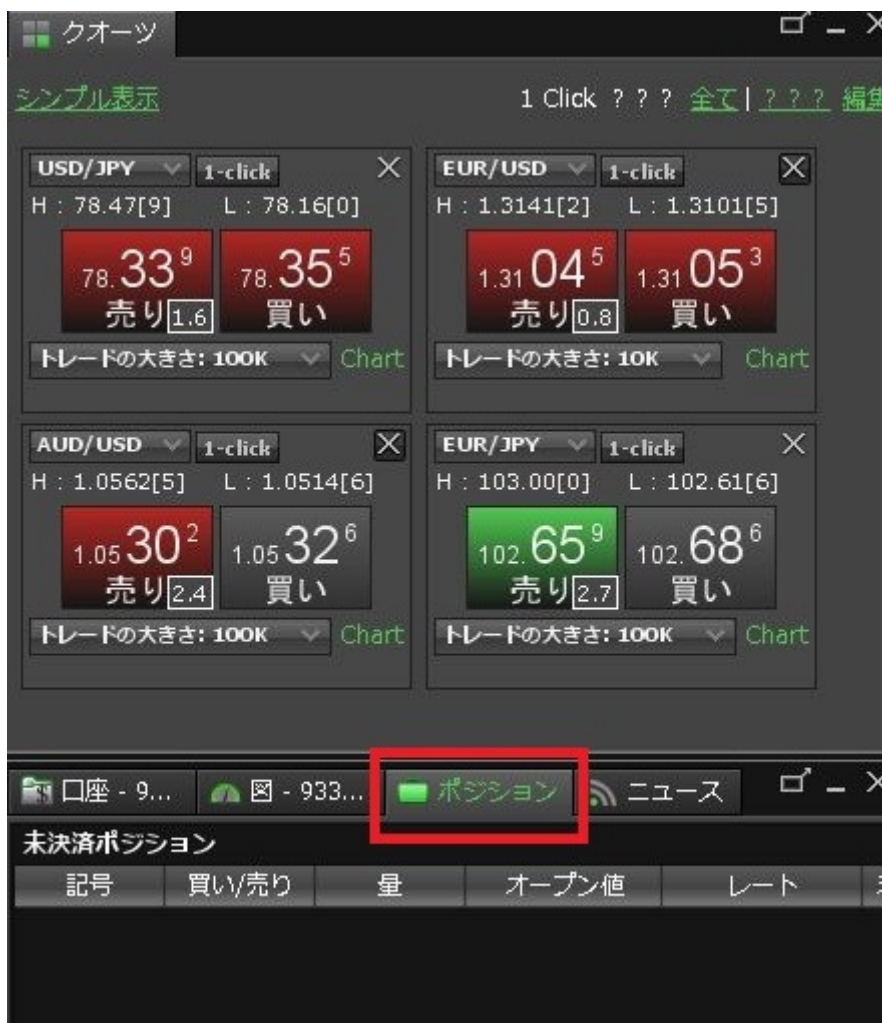 クオーツ
シンプル表示 1 Click ? ? ? 全て | ? ? ? 編集
USD/JPY 1-click
H : 78.47[9] L : 78.16[0]
78.33 9 78.35 5
売り 1.6 買い
トレードの大きさ: 100K Chart
EUR/USD 1-click
H : 1.3141[2] L : 1.3101[5]
1.31 04 5 1.31 05 3
売り 0.8 買い
トレードの大きさ: 10K Chart
AUD/USD 1-click
H : 1.0562[5] L : 1.0514[6]
1.05 30 2 1.05 32 6
売り 2.4 買い
トレードの大きさ: 100K Chart
EUR/JPY 1-click
H : 103.00[0] L : 102.61[6]
102.65 9 102.68 6
売り 2.7 買い
トレードの大きさ: 100K Chart
口座 - 9... 図 - 933... ポジション ニュース
未決済ポジション
記号 買い/売り 量 オープン値 レート